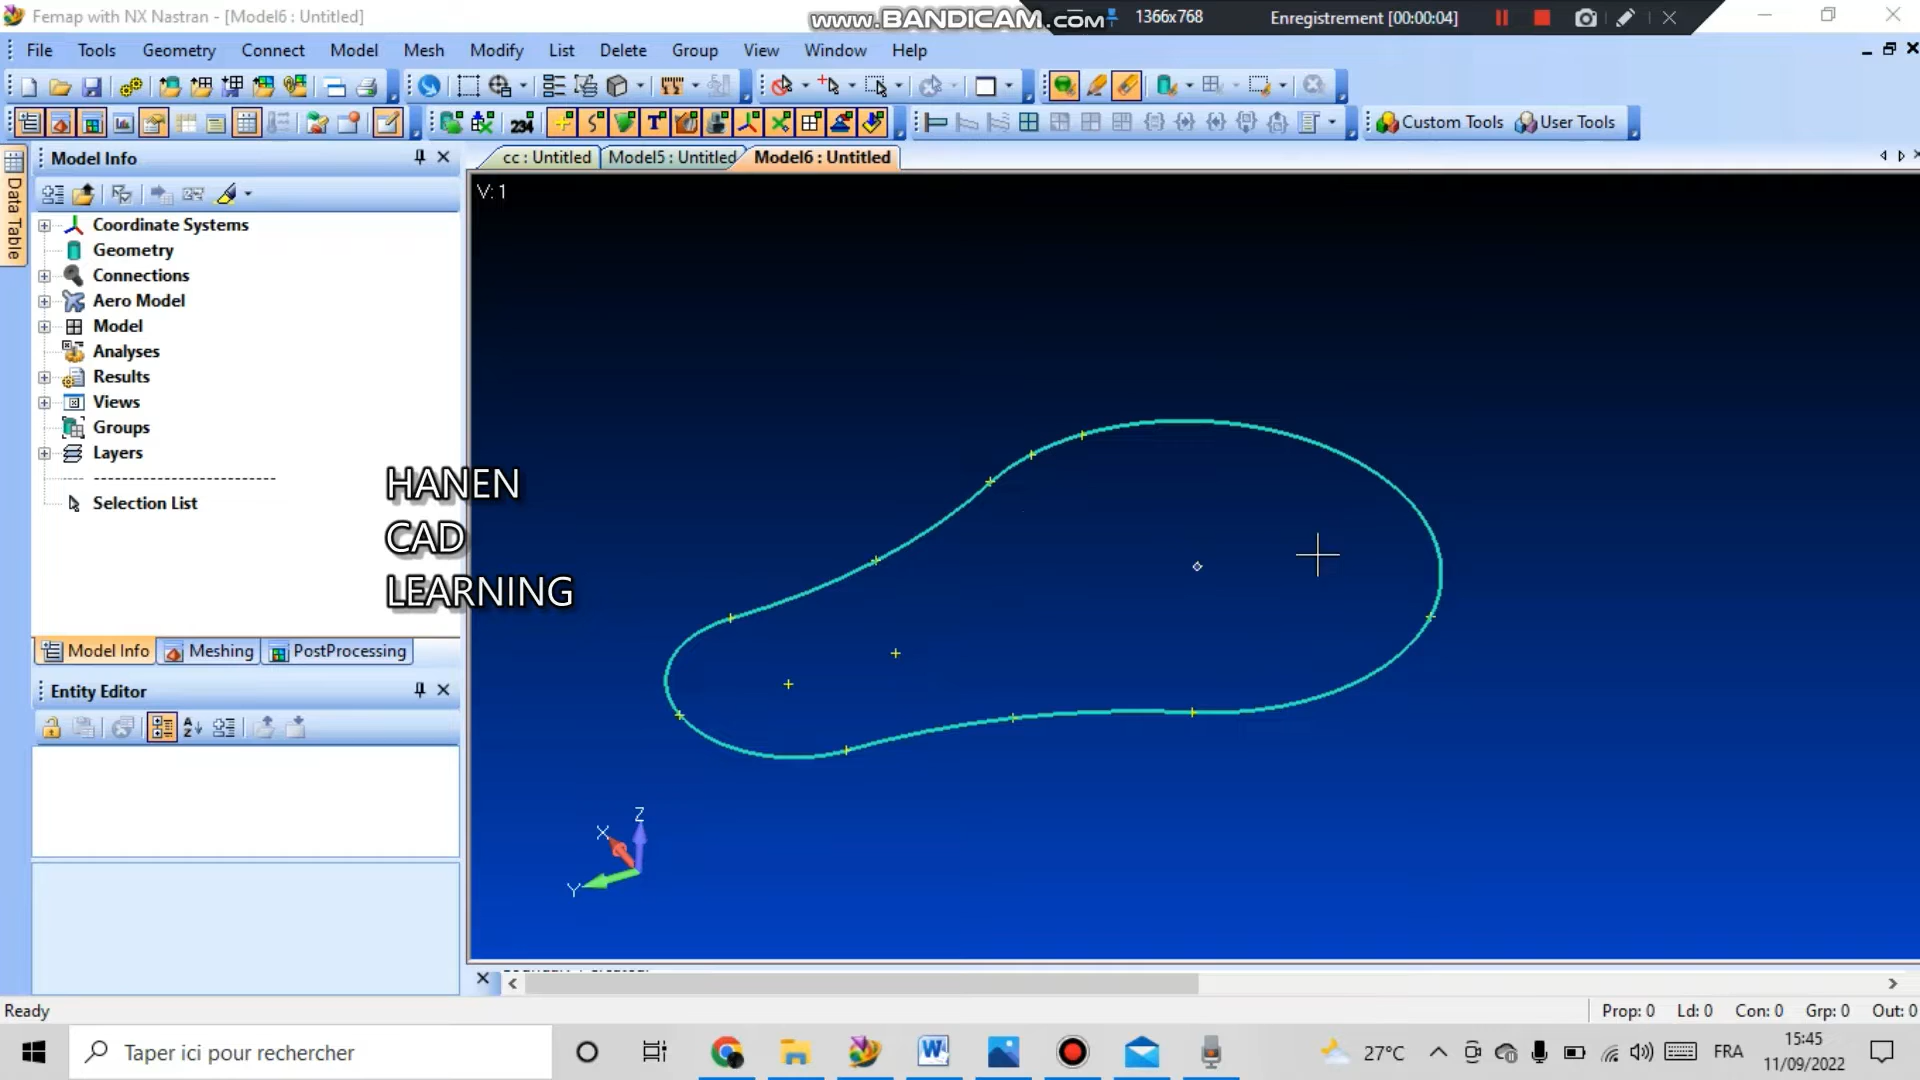 Femap with NX Nastran - [Model6 : Untitled]
www.BANDICAM.com
1366x768
Enregistrement [00:00:04]
File Tools Geometry Connect Model Mesh Modify List Delete Group View Window Help
234
Custom Tools
User Tools
Model Info
cc : Untitled
Model5 : Untitled
Model6 : Untitled
Data Table
V: 1
Coordinate Systems
Geometry
Connections
Aero Model
Model
Analyses
Results
Views
Groups
Layers
Selection List
HANEN
CAD
LEARNING
Model Info
Meshing
PostProcessing
Entity Editor
Z
X
Y
Ready
Prop: 0 Ld: 0 Con: 0 Grp: 0 Out: 0
Taper ici pour rechercher
27°C
FRA
15:45
11/09/2022